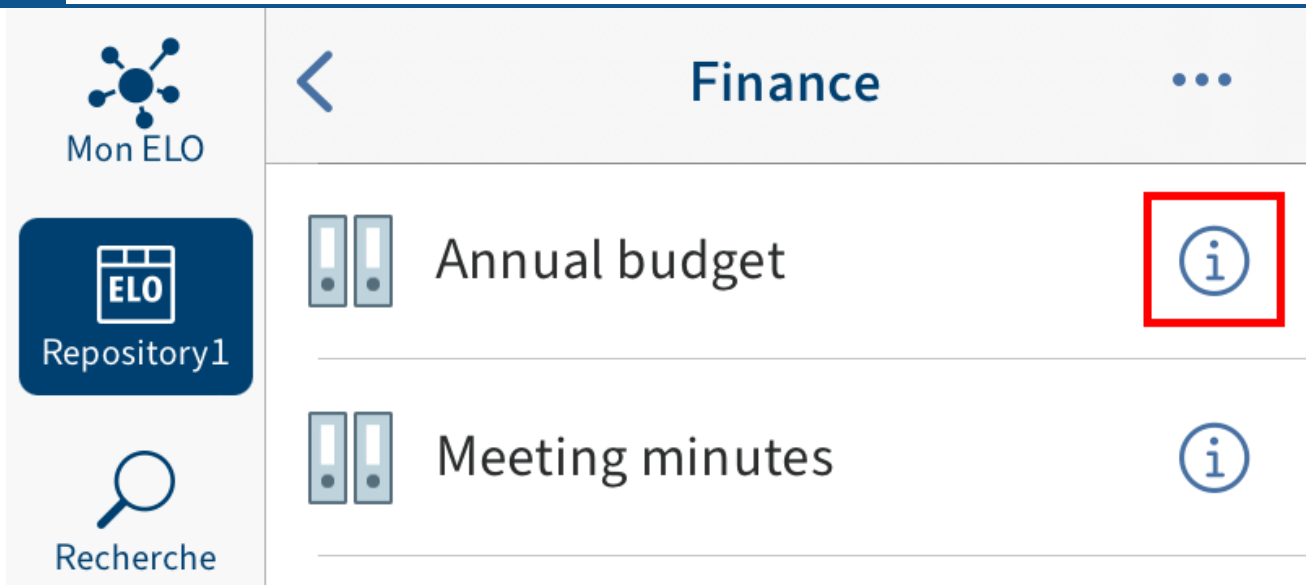 Mon ELO
Finance
ELO
Repository1
Annual budget
Meeting minutes
Recherche